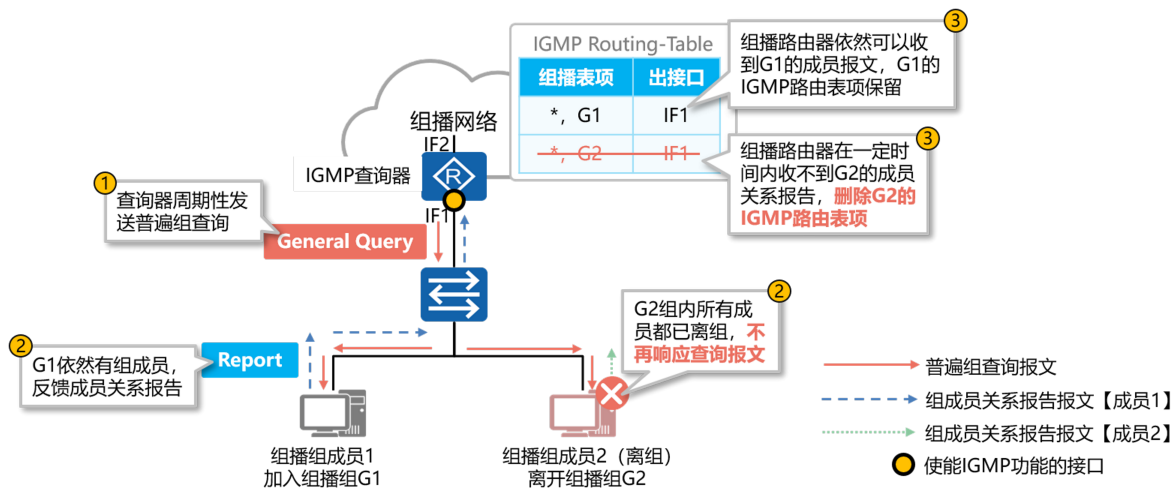 IGMP Routing-Table
组播表项 出接口
*，G1 IF1
*，G2 IF1
3
组播路由器依然可以收
到G1的成员报文，G1的
IGMP路由表项保留
3
组播路由器在一定时
间内收不到G2的成员
关系报告，删除G2的
IGMP路由表项
组播网络
IF2
IGMP查询器
R
IF1
1
查询器周期性发
送普遍组查询
General Query
2
G1依然有组成员，
反馈成员关系报告
Report
2
G2组内所有成
员都已离组，不
再响应查询报文
组播组成员1
加入组播组G1
组播组成员2（离组）
离开组播组G2
普遍组查询报文
组成员关系报告报文【成员1】
组成员关系报告报文【成员2】
使能IGMP功能的接口